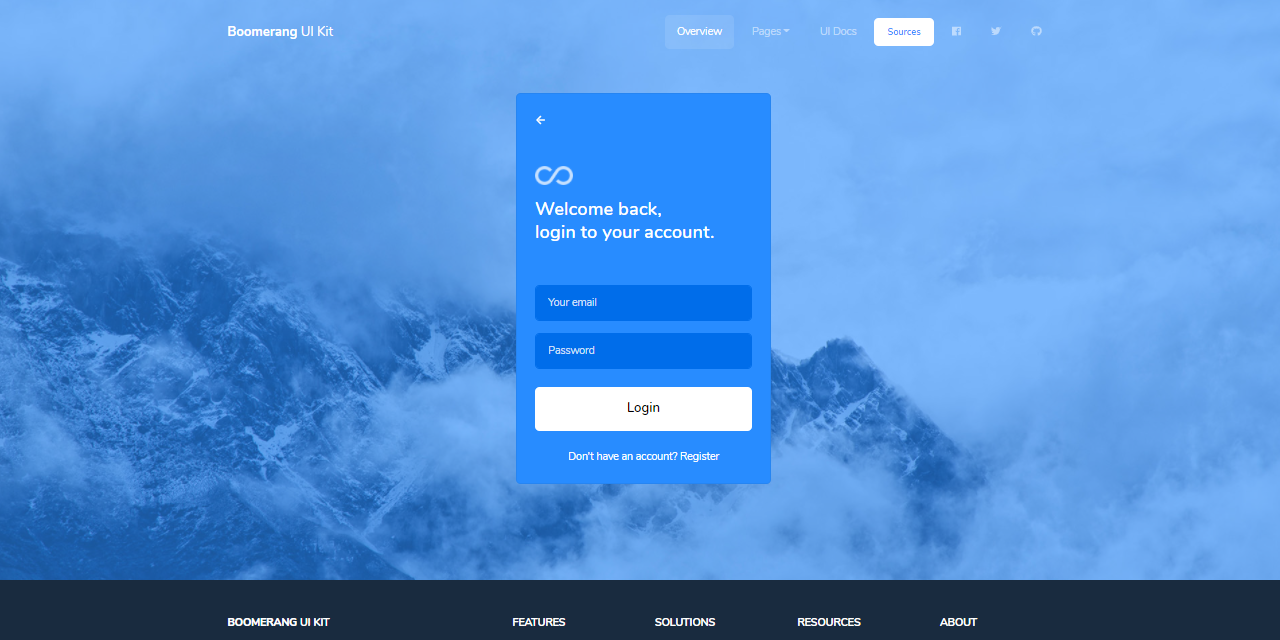 Boomerang UI Kit
Overview
Pages
UI Docs
Sources
Welcome back,
login to your account.
Your email
Password
Login
Don't have an account? Register
BOOMERANG UI KIT
FEATURES
SOLUTIONS
RESOURCES
ABOUT